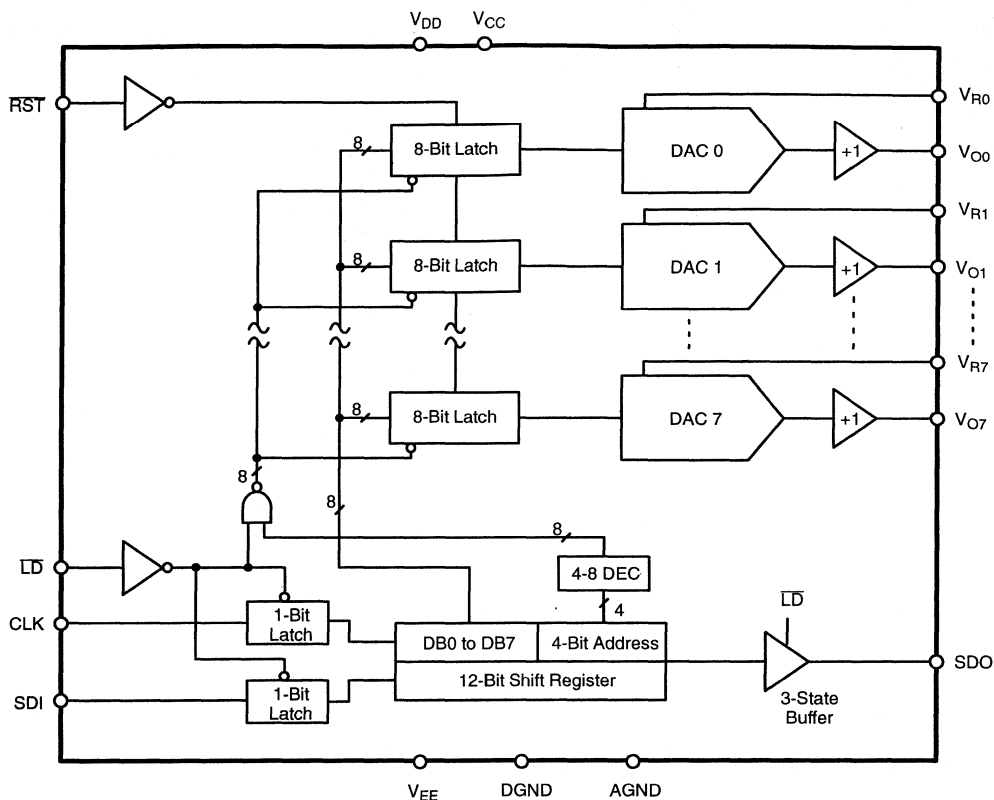 VDD VCC
RST
VR0
8
8-Bit Latch
DAC 0
+1
VO0
VR1
8
8-Bit Latch
DAC 1
+1
VO1
VR7
8
8-Bit Latch
DAC 7
+1
VO7
8
8
8
LD
4-8 DEC
4
LD
CLK
1-Bit
Latch
DB0 to DB7
4-Bit Address
SDO
12-Bit Shift Register
SDI
1-Bit
Latch
3-State
Buffer
VEE DGND AGND